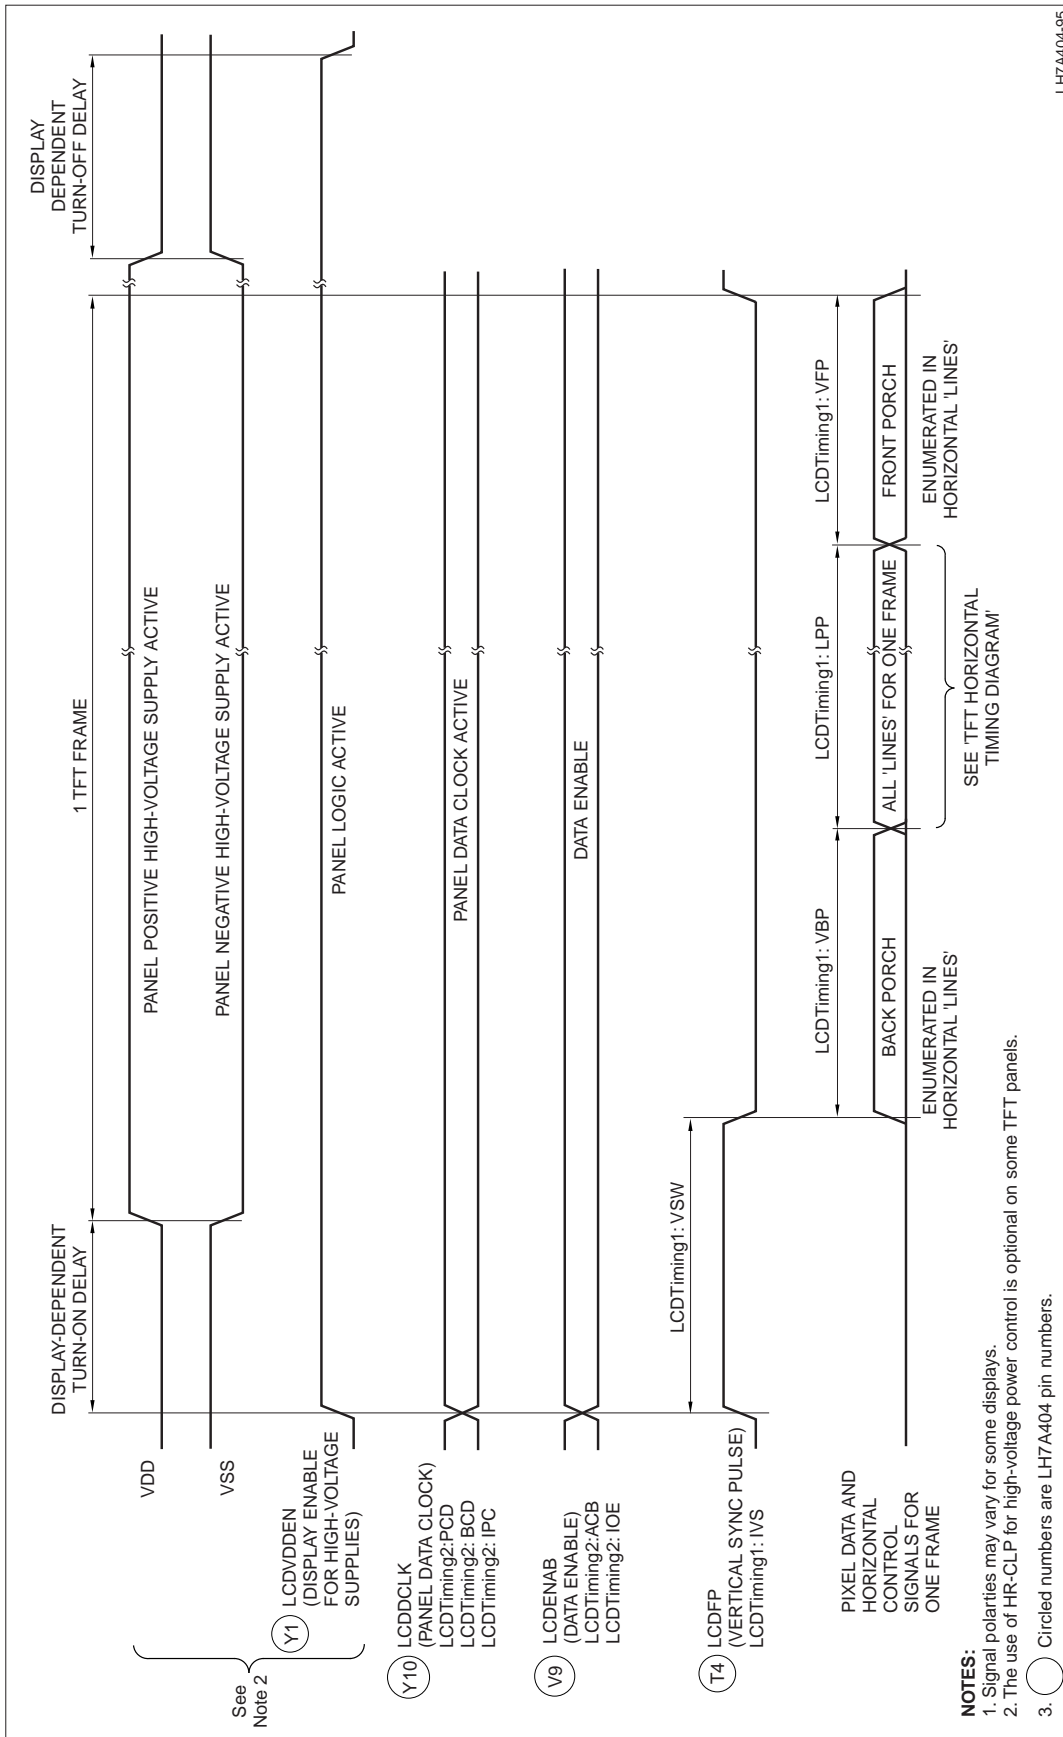 1 TFT FRAME
DISPLAY-DEPENDENT
TURN-ON DELAY
DISPLAY
DEPENDENT
TURN-OFF DELAY
VDD
PANEL POSITIVE HIGH-VOLTAGE SUPPLY ACTIVE
VSS
PANEL NEGATIVE HIGH-VOLTAGE SUPPLY ACTIVE
See
Note 2
Y1
LCDVDDEN
(DISPLAY ENABLE
FOR HIGH-VOLTAGE
SUPPLIES)
PANEL LOGIC ACTIVE
Y10
LCDDCLK
(PANEL DATA CLOCK)
LCDTiming2:PCD
LCDTiming2: BCD
LCDTiming2: IPC
PANEL DATA CLOCK ACTIVE
V9
LCDENAB
(DATA ENABLE)
LCDTiming2:ACB
LCDTiming2: IOE
DATA ENABLE
LCDTiming1: VSW
T4
LCDFP
(VERTICAL SYNC PULSE)
LCDTiming1: IVS
LCDTiming1: VBP
LCDTiming1: LPP
LCDTiming1: VFP
PIXEL DATA AND
HORIZONTAL
CONTROL
SIGNALS FOR
ONE FRAME
BACK PORCH
ALL 'LINES' FOR ONE FRAME
FRONT PORCH
ENUMERATED IN
HORIZONTAL 'LINES'
SEE 'TFT HORIZONTAL
TIMING DIAGRAM'
ENUMERATED IN
HORIZONTAL 'LINES'
NOTES:
1. Signal polarties may vary for some displays.
2. The use of HR-CLP for high-voltage power control is optional on some TFT panels.
3. Circled numbers are LH7A404 pin numbers.
LH7A404-95